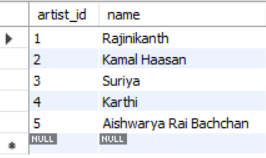 artist_id name
1 Rajinikanth
2 Kamal Haasan
3 Suriya
4 Karthi
5 Aishwarya Rai Bachchan
NULL NULL